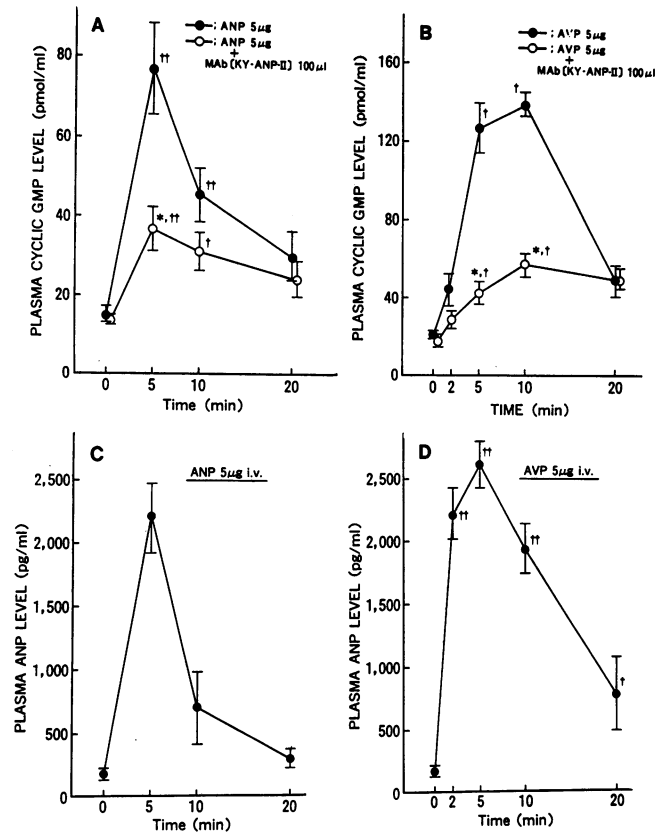 A
●— ; ANP 5μg
○— ; ANP 5μg
+
MAb[KY-ANP-II] 100μl
PLASMA CYCLIC GMP LEVEL (pmol/ml)
80
60
40
20
0
††
††
*,††
†
0 5 10 20
Time (min)
B
●— ; AVP 5μg
○— ; AVP 5μg
+
MAb[KY-ANP-II] 100μl
PLASMA CYCLIC GMP LEVEL (pmol/ml)
180
140
100
60
20
0
†
†
*,†
*,†
0 2 5 10 20
TIME (min)
C
ANP 5μg i.v.
PLASMA ANP LEVEL (pg/ml)
2,500
2,000
1,500
1,000
500
0
0 5 10 20
Time (min)
D
AVP 5μg i.v.
PLASMA ANP LEVEL (pg/ml)
2,500
2,000
1,500
1,000
500
0
††
††
††
†
0 2 5 10 20
Time (min)